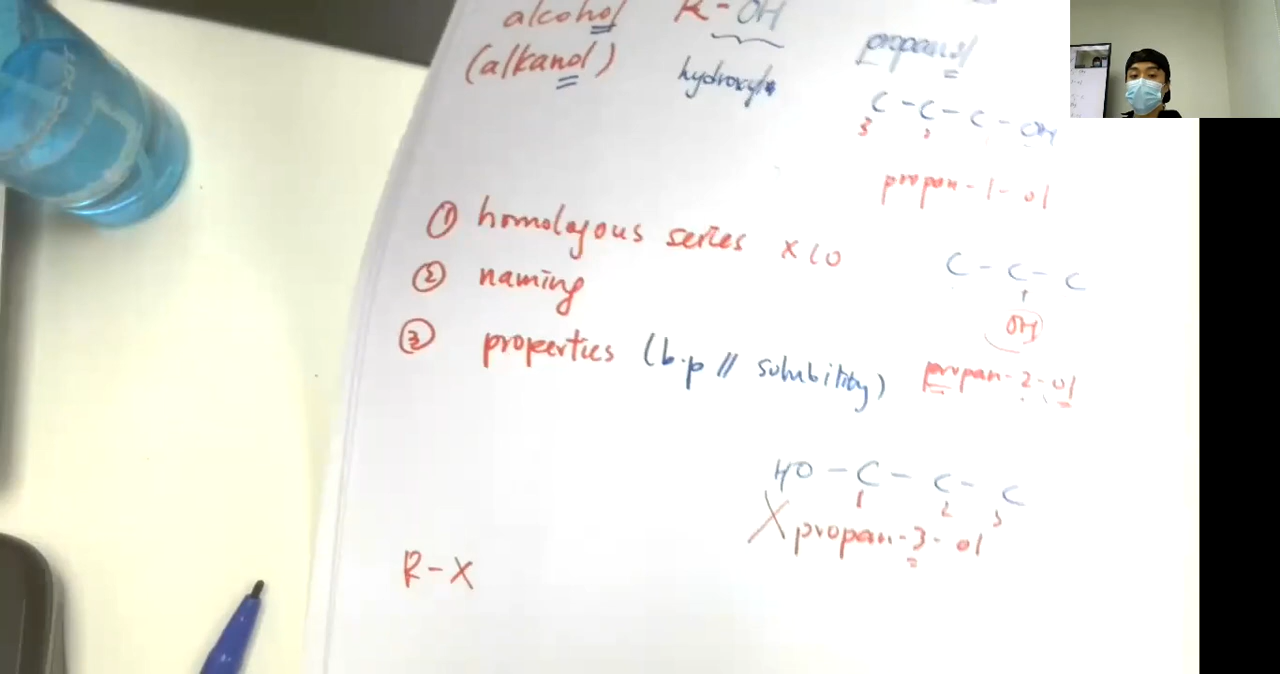 alcohol R-OH
(alkanol) hydroxyl
propanol
C-C-C-OH
3 2
propan-1-ol
① homologous series x10
② naming
③ properties (b.p // solubility)
C-C-C
OH
propan-2-ol
HO-C-C-C
1 2 3
X propan-3-ol
R-X